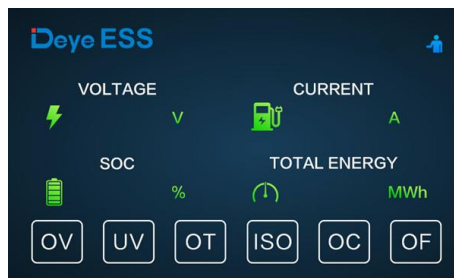 Deye ESS
VOLTAGE CURRENT
V A
SOC TOTAL ENERGY
% MWh
OV UV OT ISO OC OF